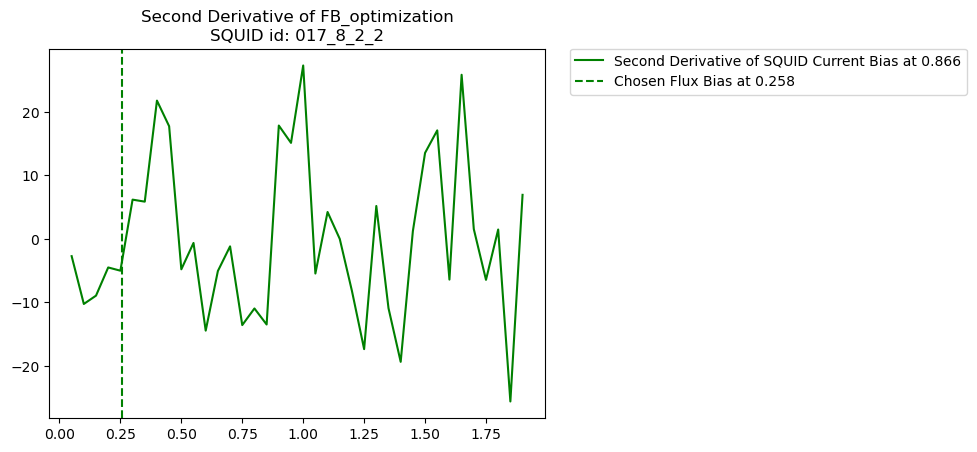 Second Derivative of FB_optimization
SQUID id: 017_8_2_2
Second Derivative of SQUID Current Bias at 0.866
Chosen Flux Bias at 0.258
20
10
0
−10
−20
0.00 0.25 0.50 0.75 1.00 1.25 1.50 1.75